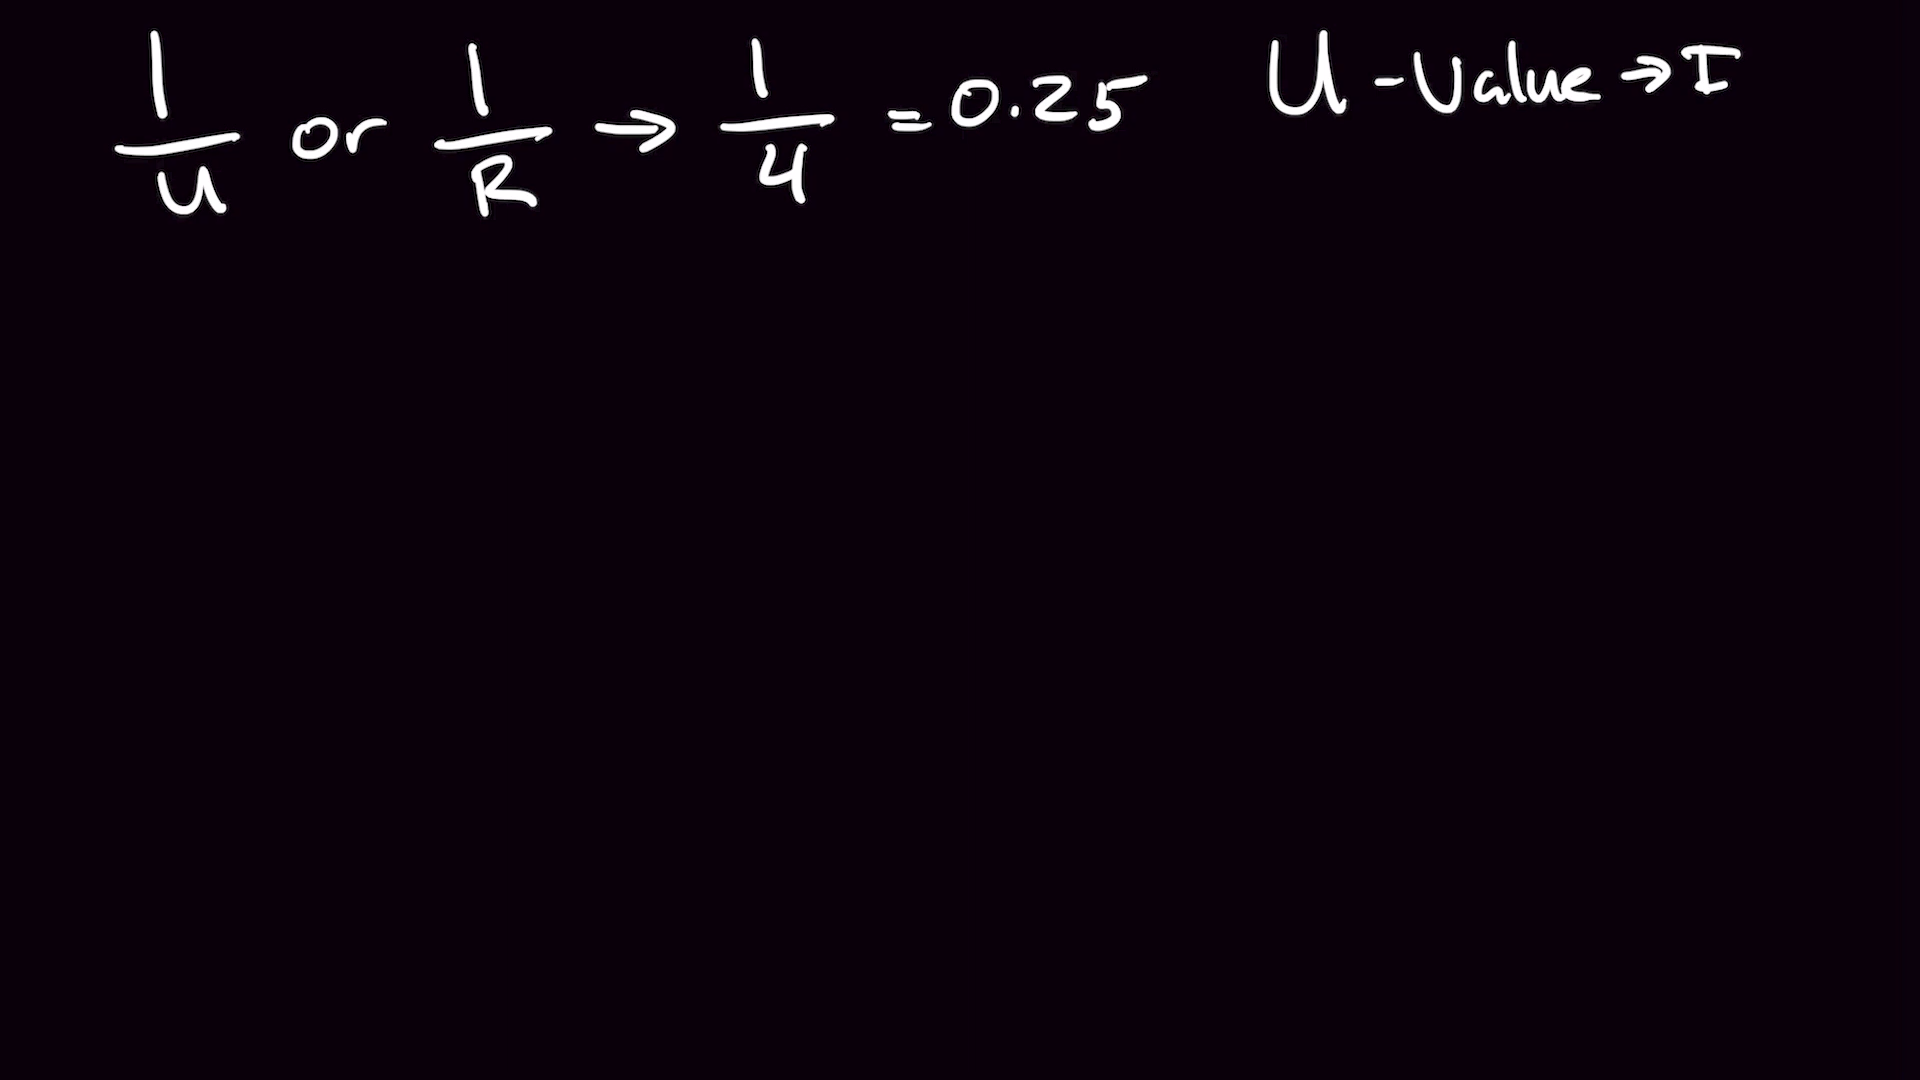 1/U or 1/R → 1/4 = 0.25 U-Value → I